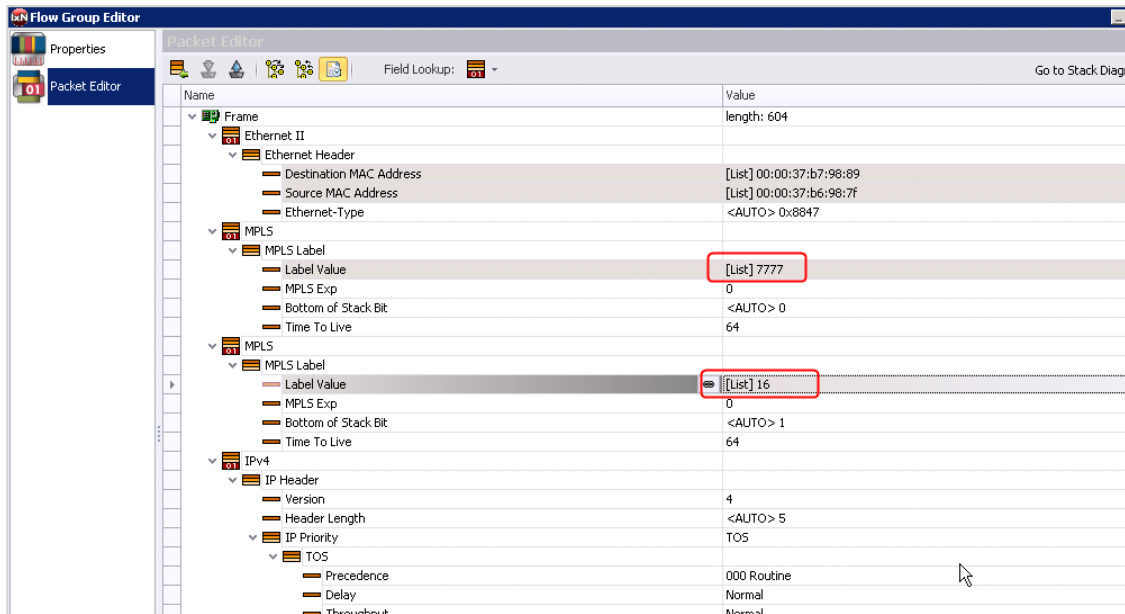 IxN Flow Group Editor
Properties
Packet Editor
Packet Editor
Field Lookup:
Go to Stack Diag
Name Value
Frame length: 604
Ethernet II
Ethernet Header
Destination MAC Address [List] 00:00:37:b7:98:89
Source MAC Address [List] 00:00:37:b6:98:7f
Ethernet-Type <AUTO> 0x8847
MPLS
MPLS Label
Label Value [List] 7777
MPLS Exp 0
Bottom of Stack Bit <AUTO> 0
Time To Live 64
MPLS
MPLS Label
Label Value [List] 16
MPLS Exp 0
Bottom of Stack Bit <AUTO> 1
Time To Live 64
IPv4
IP Header
Version 4
Header Length <AUTO> 5
IP Priority TOS
TOS
Precedence 000 Routine
Delay Normal
Throughput Normal